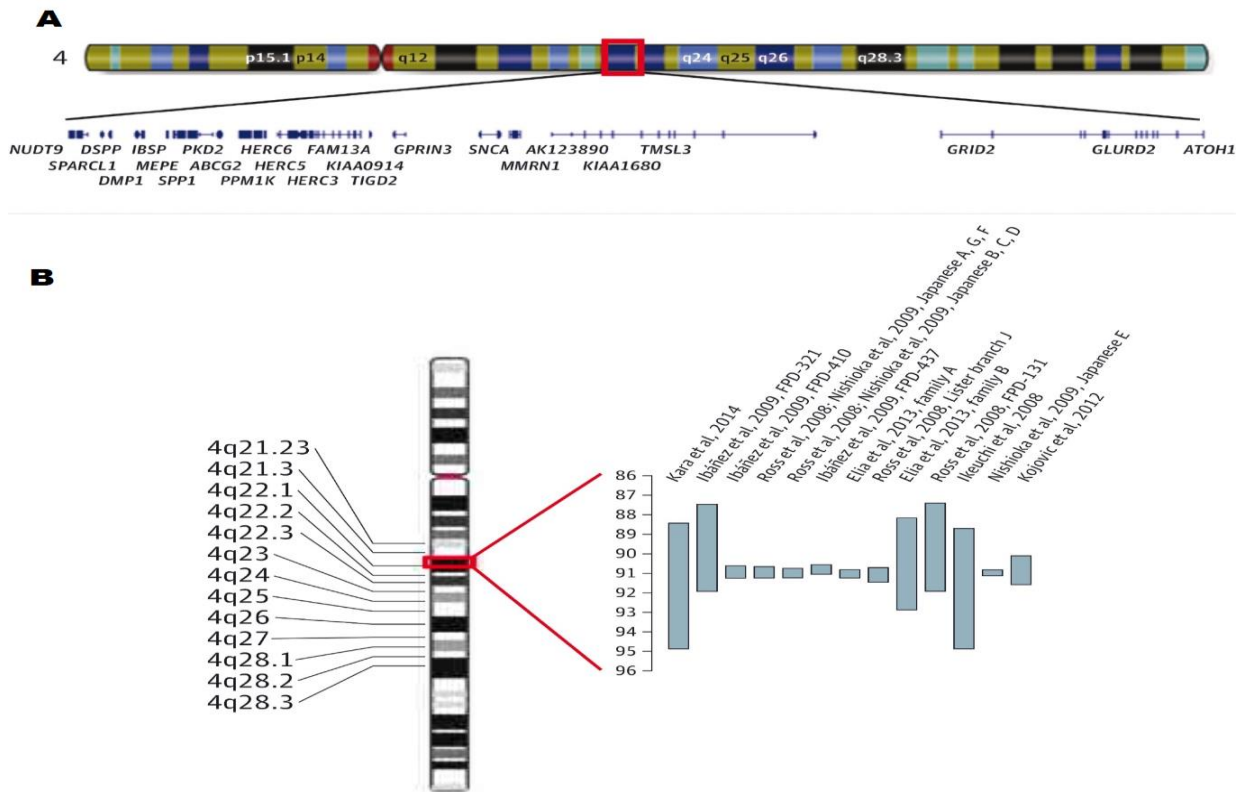 A
4
p15.1 p14 q12 q24 q25 q26 q28.3
NUDT9 DSPP IBSP PKD2 HERC6 FAM13A GPRIN3 SNCA AK123890 TMSL3 GRID2 ATOH1
SPARCL1 MEPE ABCG2 HERC5 KIAA0914 MMRN1 KIAA1680 GLURD2
DMP1 SPP1 PPM1K HERC3 TIGD2
B
4q21.23
4q21.3
4q22.1
4q22.2
4q22.3
4q23
4q24
4q25
4q26
4q27
4q28.1
4q28.2
4q28.3
Kara et al, 2014
Ibáñez et al, 2009, FPD-321
Ibáñez et al, 2009, FPD-410
Ross et al, 2008; Nishioka et al, 2009, Japanese A, G, F
Ross et al, 2008; Nishioka et al, 2009, Japanese B, C, D
Ibáñez et al, 2009, FPD-437
Elia et al, 2013, family A
Ross et al, 2008, Lister branch J
Elia et al, 2013, family B
Ross et al, 2008, FPD-131
Ikeuchi et al, 2008
Nishioka et al, 2009, Japanese E
Kojovic et al, 2012
86
87
88
89
90
91
92
93
94
95
96